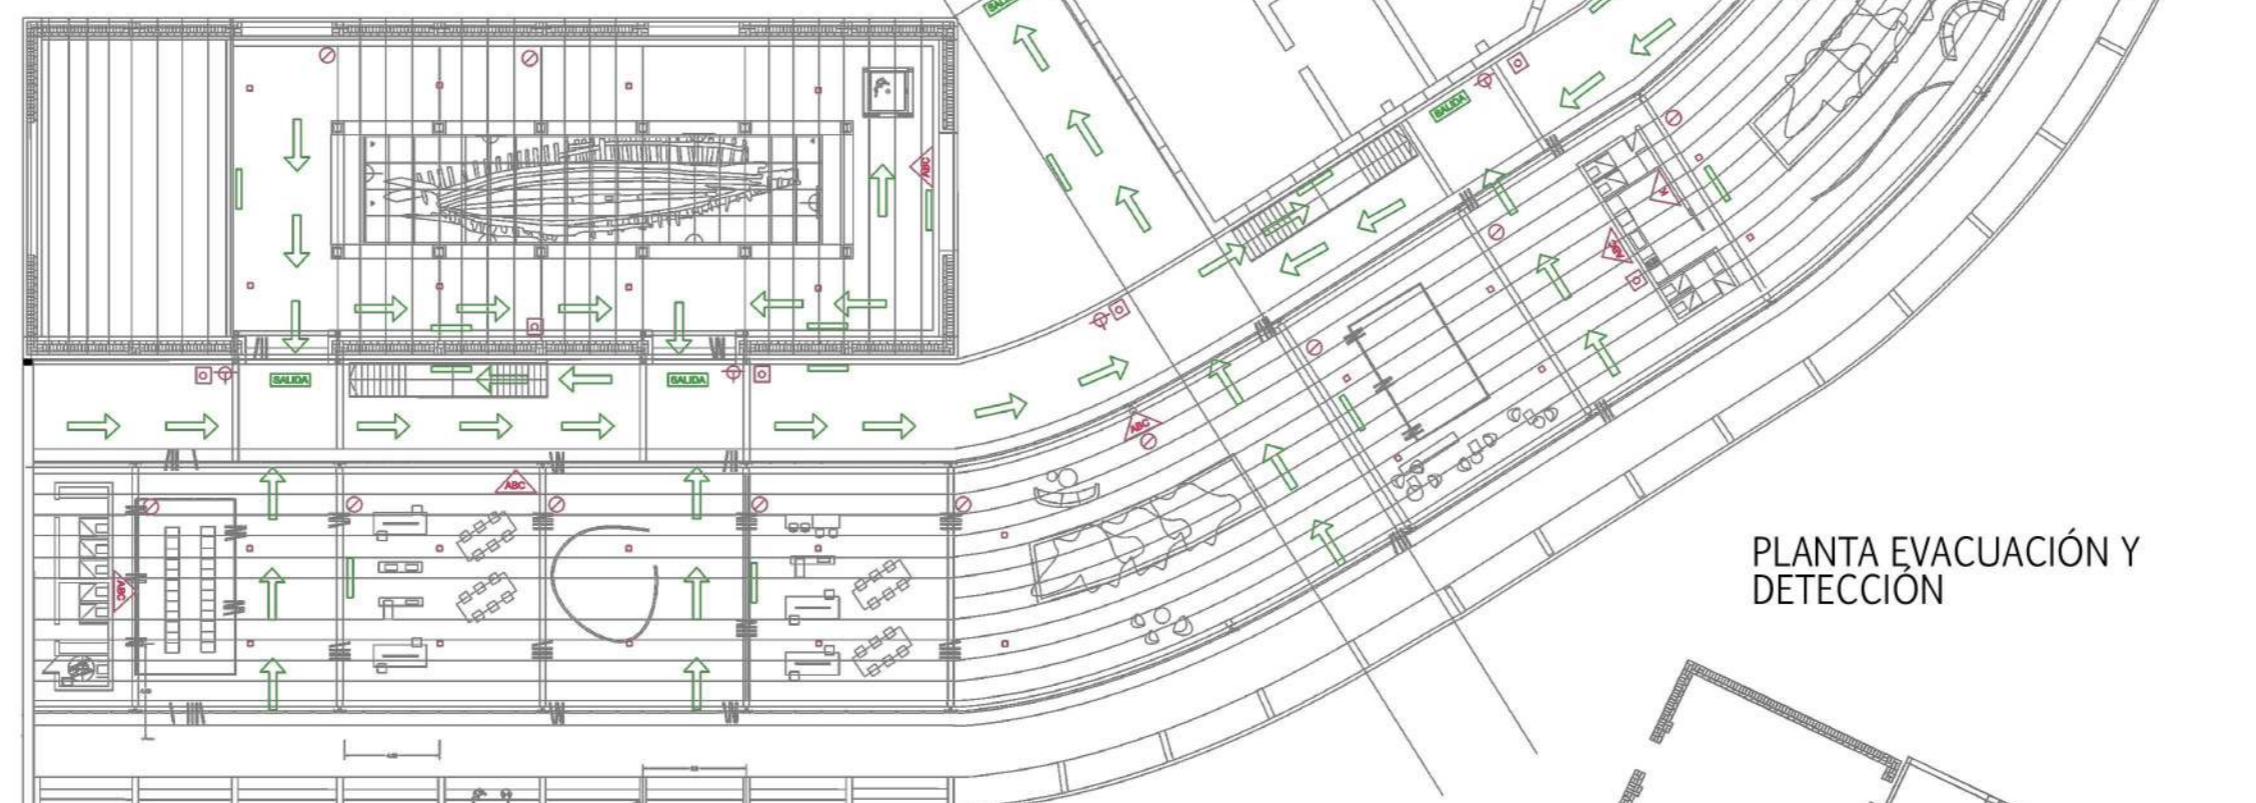 SALIDA
ABC
SALIDA
SALIDA
SALIDA
ABC
ABC
ABC
PLANTA EVACUACIÓN Y
DETECCIÓN